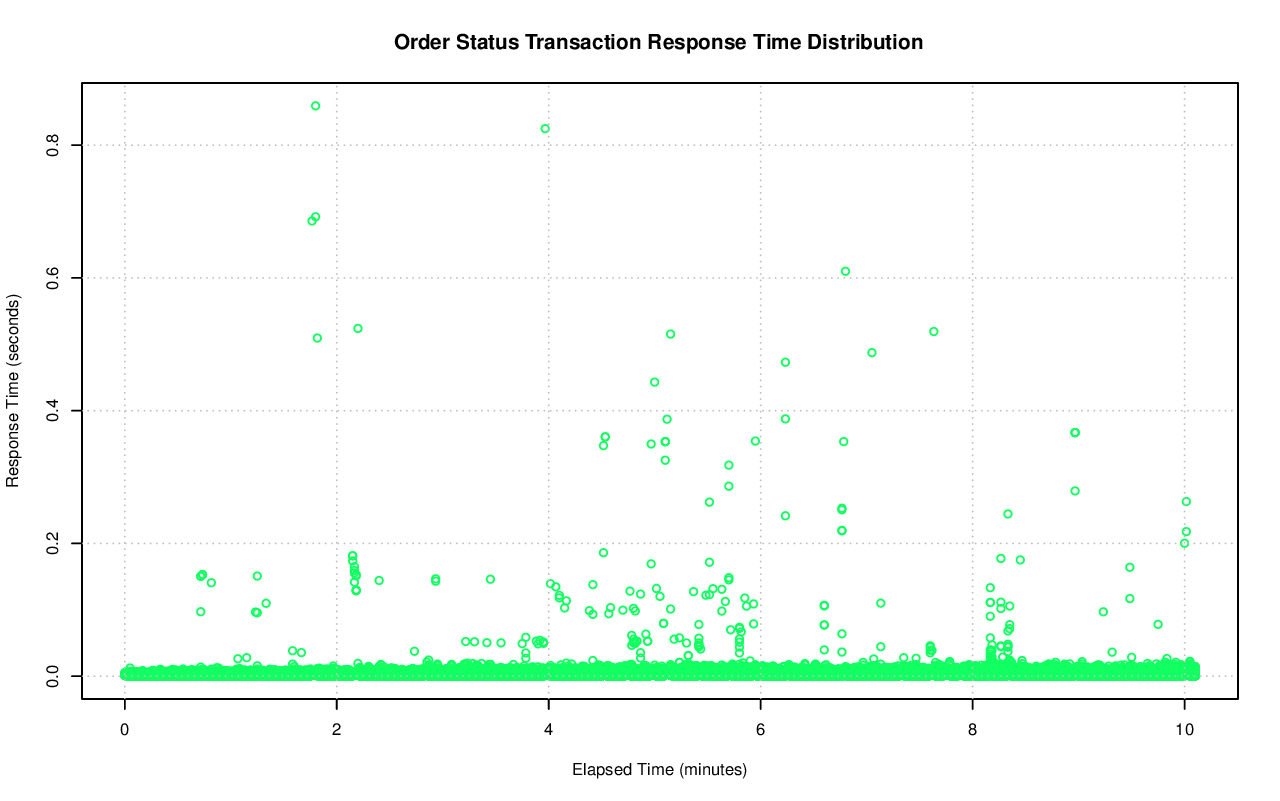 Order Status Transaction Response Time Distribution
Response Time (seconds)
0.8
0.6
0.4
0.2
0.0
0 2 4 6 8 10
Elapsed Time (minutes)